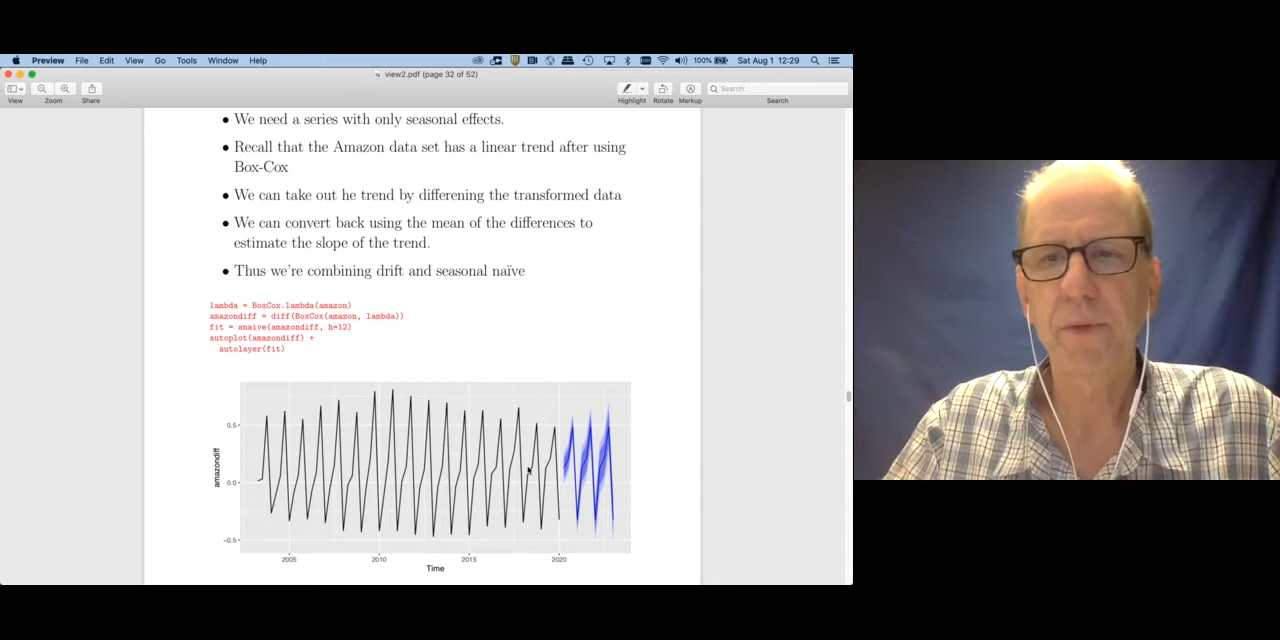 Preview File Edit View Go Tools Window Help 100% Sat Aug 1 12:29
view2.pdf (page 32 of 52)
View Zoom Share Highlight Rotate Markup Search
Search
• We need a series with only seasonal effects.
• Recall that the Amazon data set has a linear trend after using
Box-Cox
• We can take out he trend by differening the transformed data
• We can convert back using the mean of the differences to
estimate the slope of the trend.
• Thus we're combining drift and seasonal naïve
lambda = BoxCox.lambda(amazon)
amazondiff = diff(BoxCox(amazon, lambda))
fit = snaive(amazondiff, h=12)
autoplot(amazondiff) +
autolayer(fit)
amazondiff
0.5
0.0
−0.5
2005 2010 2015 2020
Time